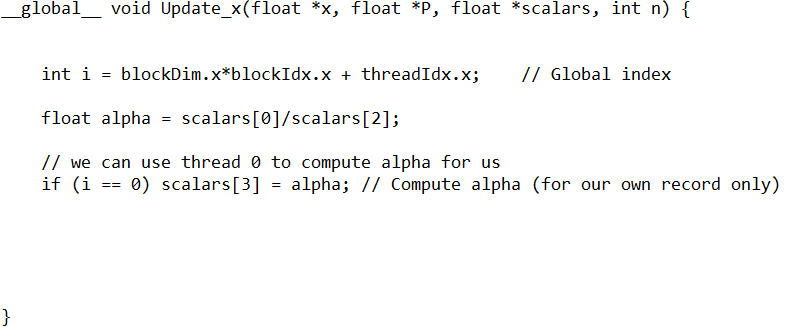 __global__ void Update_x(float *x, float *P, float *scalars, int n) {
int i = blockDim.x*blockIdx.x + threadIdx.x;    // Global index
float alpha = scalars[0]/scalars[2];
// we can use thread 0 to compute alpha for us
if (i == 0) scalars[3] = alpha; // Compute alpha (for our own record only)
}